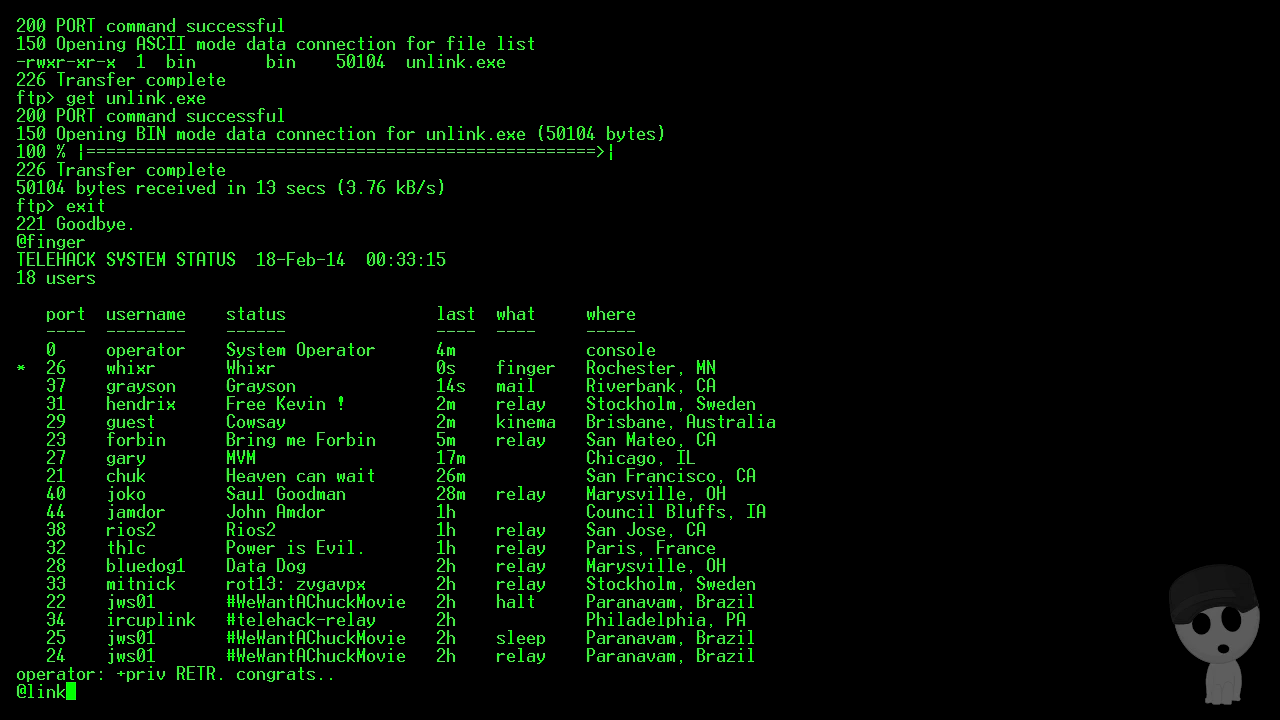 200 PORT command successful
150 Opening ASCII mode data connection for file list
-rwxr-xr-x  1  bin       bin    50104  unlink.exe
226 Transfer complete
ftp> get unlink.exe
200 PORT command successful
150 Opening BIN mode data connection for unlink.exe (50104 bytes)
100 % |===================================================>|
226 Transfer complete
50104 bytes received in 13 secs (3.76 kB/s)
ftp> exit
221 Goodbye.
@finger
TELEHACK SYSTEM STATUS  18-Feb-14  00:33:15
18 users
   port  username    status               last  what     where
   ----  --------    ------               ----  ----     -----
   0     operator    System Operator      4m             console
*  26    whixr       Whixr                0s    finger   Rochester, MN
   37    grayson     Grayson              14s   mail     Riverbank, CA
   31    hendrix     Free Kevin !         2m    relay    Stockholm, Sweden
   29    guest       Cowsay               2m    kinema   Brisbane, Australia
   23    forbin      Bring me Forbin      5m    relay    San Mateo, CA
   27    gary        MVM                  17m            Chicago, IL
   21    chuk        Heaven can wait      26m            San Francisco, CA
   40    joko        Saul Goodman         28m   relay    Marysville, OH
   44    jamdor      John Amdor           1h             Council Bluffs, IA
   38    rios2       Rios2                1h    relay    San Jose, CA
   32    thlc        Power is Evil.       1h    relay    Paris, France
   28    bluedog1    Data Dog             2h    relay    Marysville, OH
   33    mitnick     rot13: zvgavpx       2h    relay    Stockholm, Sweden
   22    jws01       #WeWantAChuckMovie   2h    halt     Paranavam, Brazil
   34    ircuplink   #telehack-relay      2h             Philadelphia, PA
   25    jws01       #WeWantAChuckMovie   2h    sleep    Paranavam, Brazil
   24    jws01       #WeWantAChuckMovie   2h    relay    Paranavam, Brazil
operator: +priv RETR. congrats..
@link